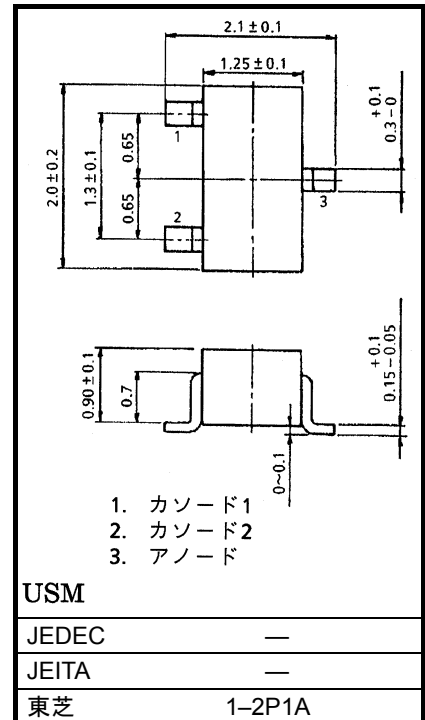 2.1±0.1
1.25±0.1
+0.1
0.3-0
2.0±0.2
1.3±0.1
0.65
0.65
1
2
3
0.90±0.1
0.7
+0.1
0.15-0.05
0~0.1
1. カソード1
2. カソード2
3. アノード
USM
JEDEC —
JEITA —
東芝 1–2P1A